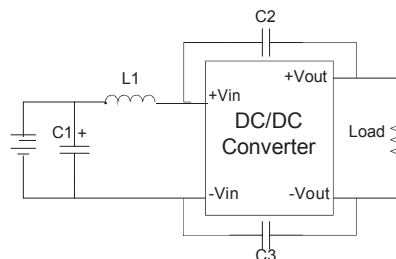 C2
L1
+Vin
+Vout
C1 +
DC/DC
Converter
Load
-Vin
-Vout
C3